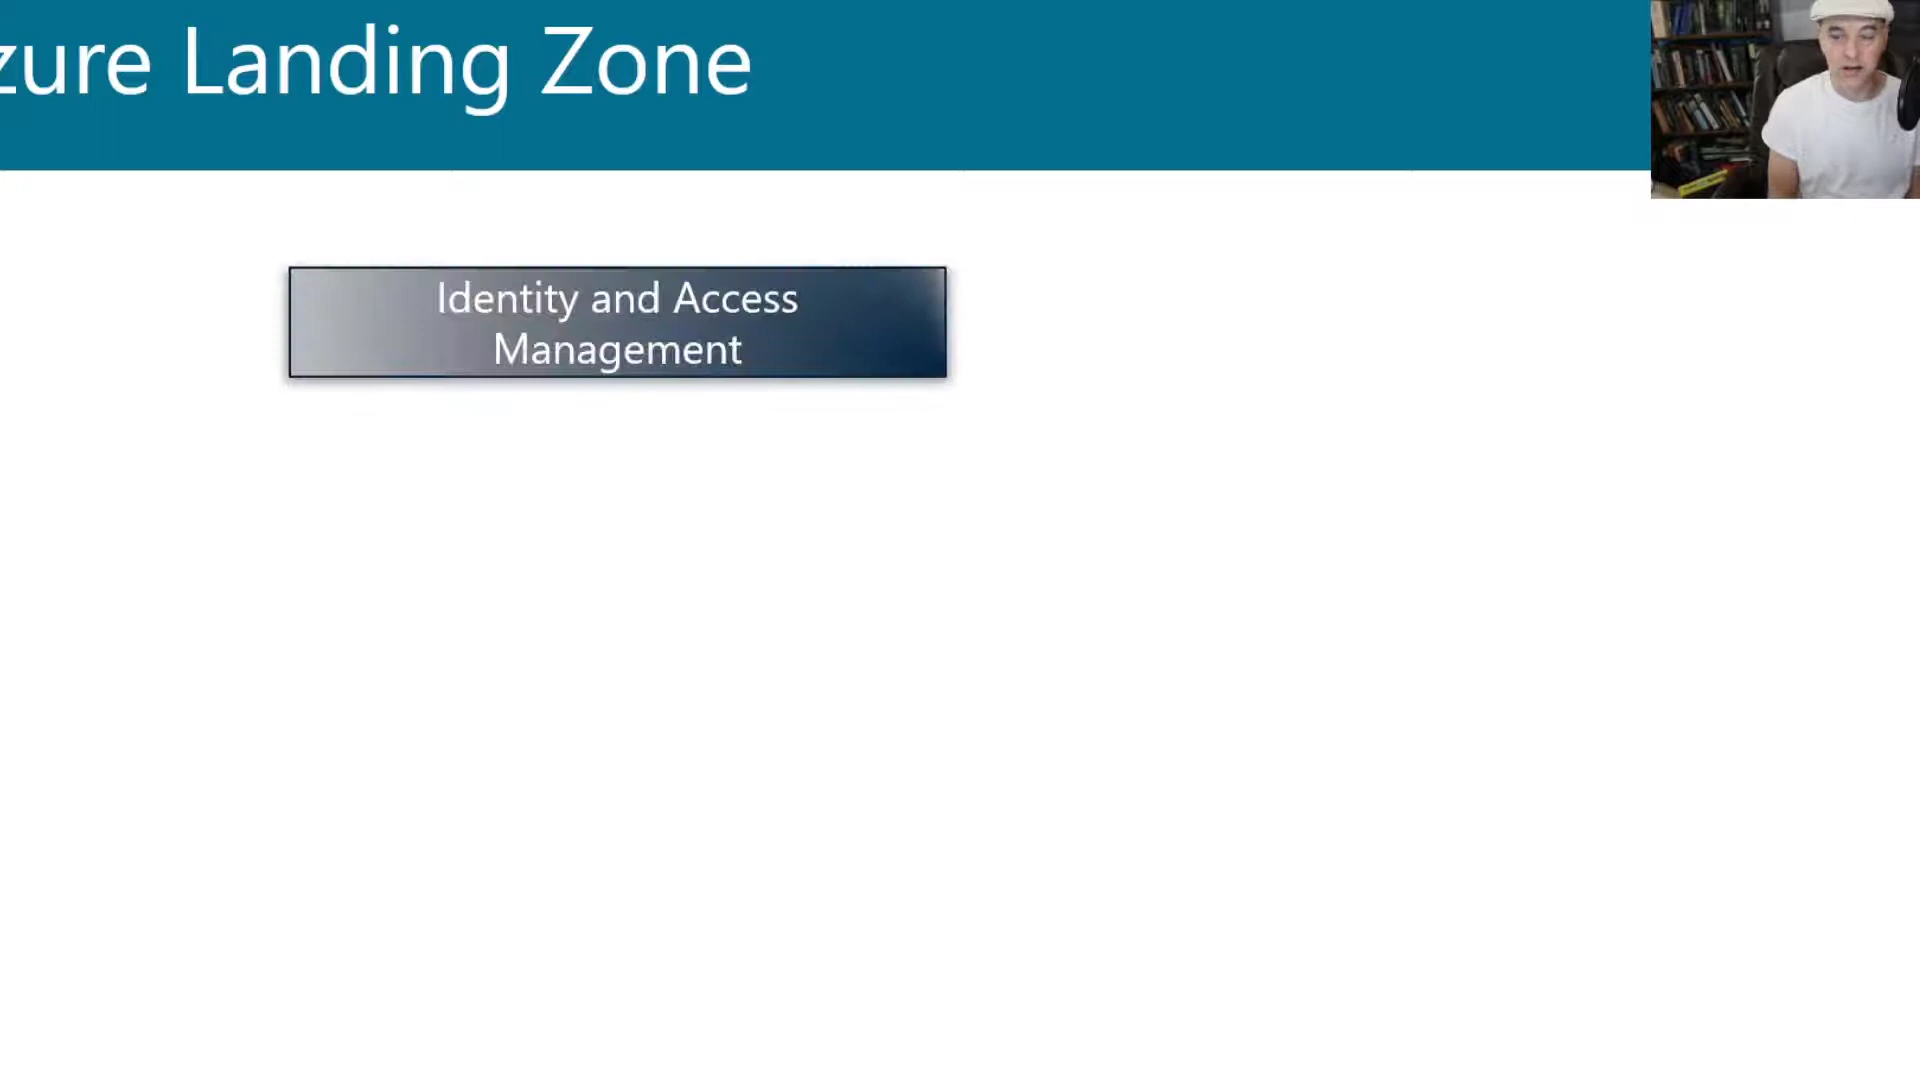 zure Landing Zone
Identity and Access
Management